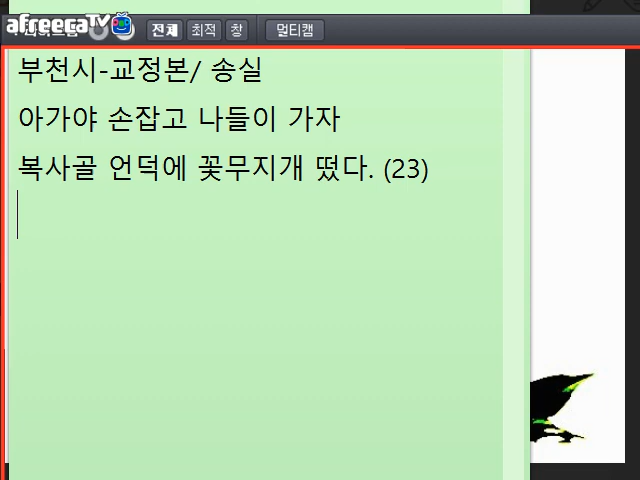 afreecaTV
전체 최적 창 멀티캠
부천시-교정본/ 송실
아가야 손잡고 나들이 가자
복사골 언덕에 꽃무지개 떴다. (23)